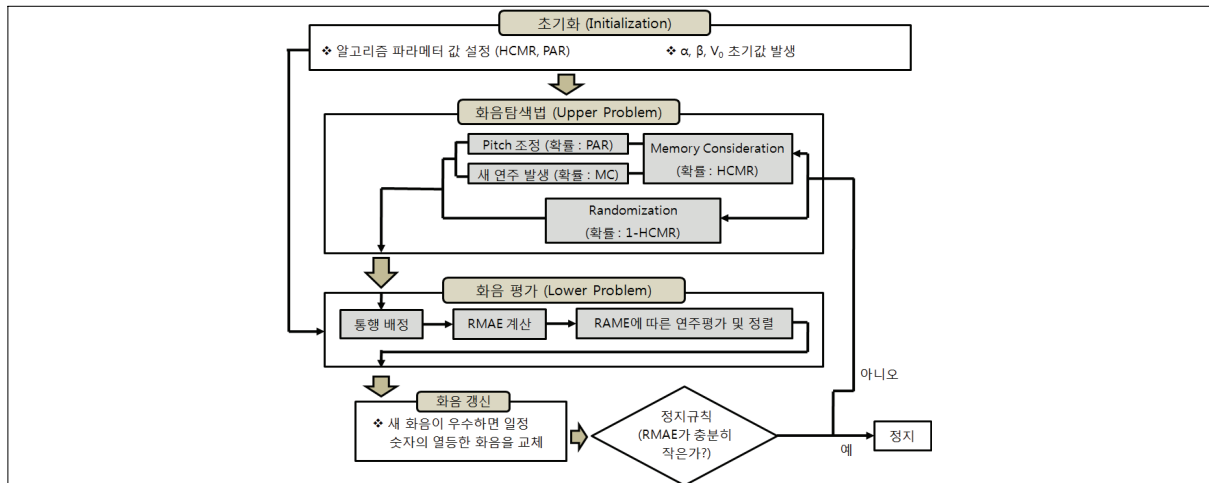 초기화 (Initialization)
❖ 알고리즘 파라메터 값 설정 (HCMR, PAR)
❖ α, β, V₀ 초기값 발생
화음탐색법 (Upper Problem)
Pitch 조정 (확률 : PAR)
새 연주 발생 (확률 : MC)
Memory Consideration
(확률 : HCMR)
Randomization
(확률 : 1-HCMR)
화음 평가 (Lower Problem)
통행 배정
RMAE 계산
RAME에 따른 연주평가 및 정렬
화음 갱신
❖ 새 화음이 우수하면 일정
숫자의 열등한 화음을 교체
정지규칙
(RMAE가 충분히
작은가?)
아니오
예
정지